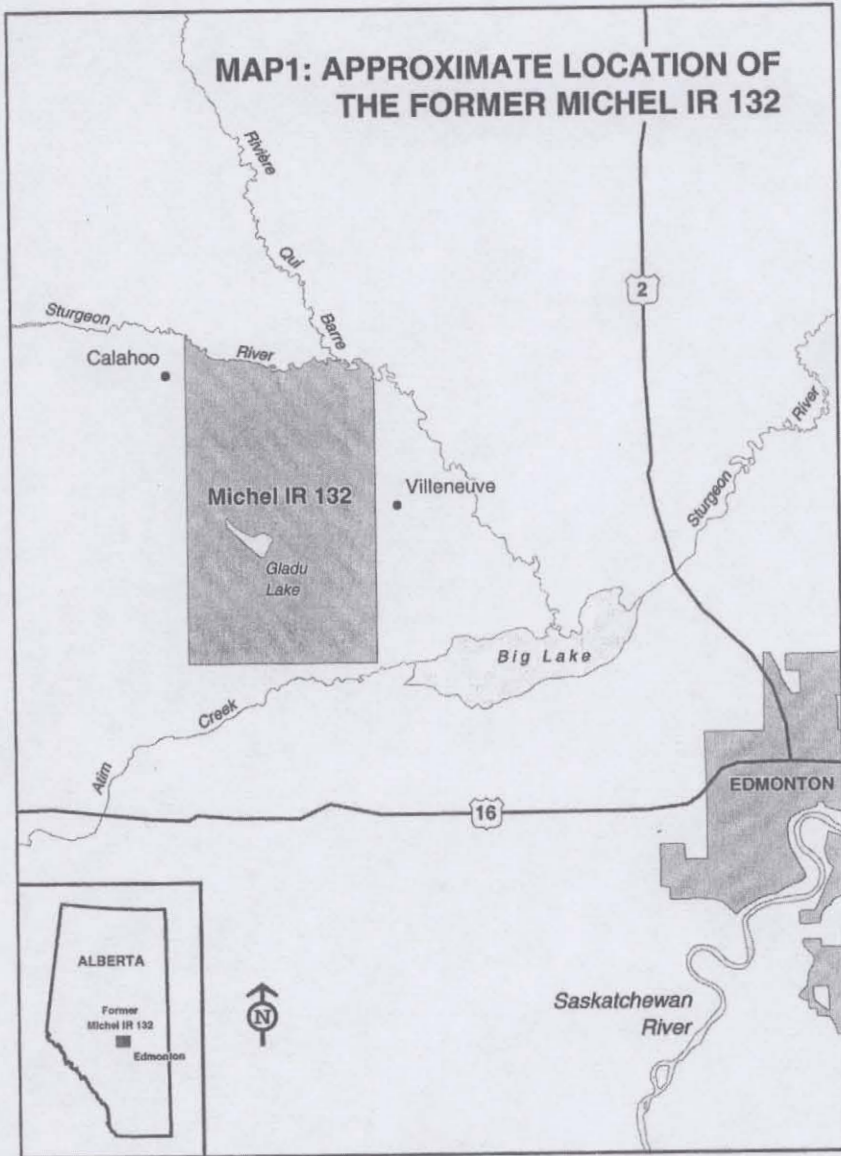 MAP1: APPROXIMATE LOCATION OF
THE FORMER MICHEL IR 132
Rivière
Qui
Barre
2
Sturgeon
River
Calahoo
River
Sturgeon
Michel IR 132
Villeneuve
Gladu
Lake
Big Lake
Creek
Atim
EDMONTON
16
ALBERTA
Former
Michel IR 132
Edmonton
N
Saskatchewan
River